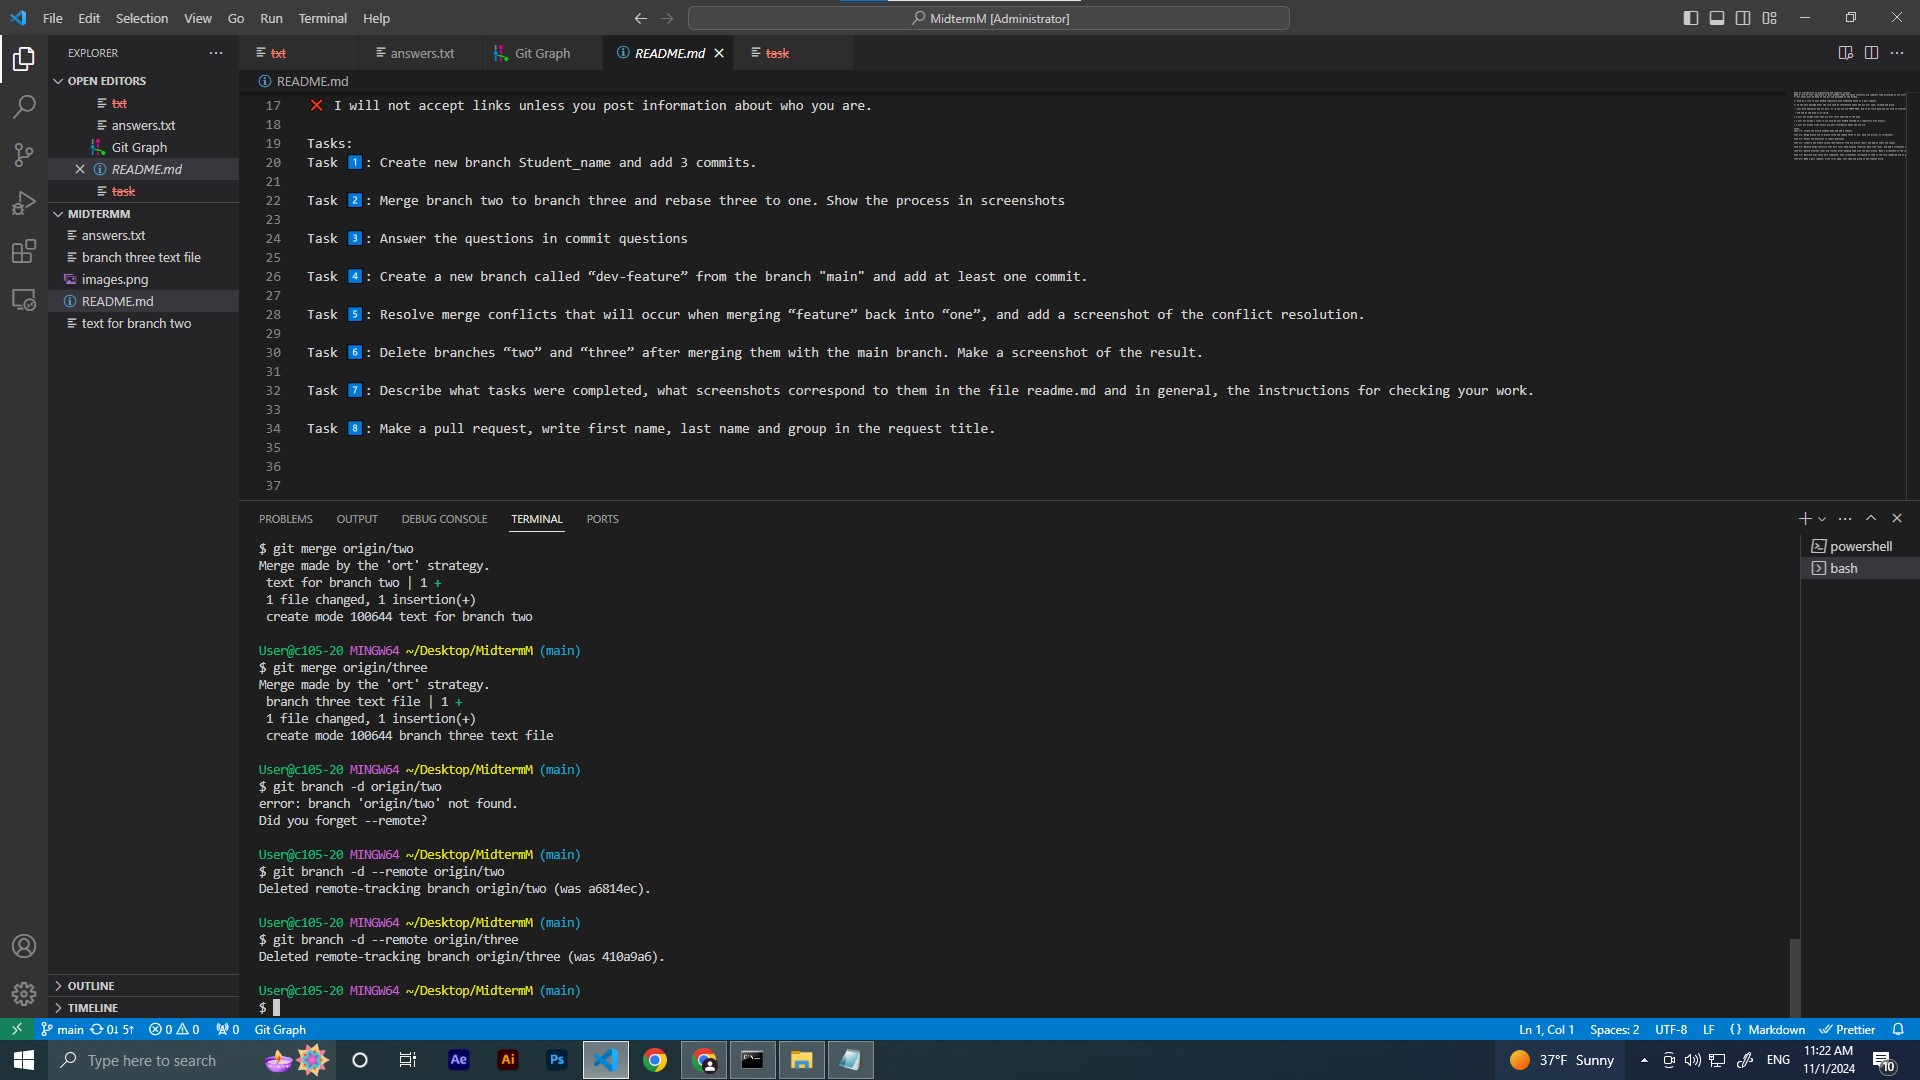 File Edit Selection View Go Run Terminal Help
MidtermM [Administrator]
EXPLORER
OPEN EDITORS
txt
answers.txt
Git Graph
README.md
task
MIDTERMM
answers.txt
branch three text file
images.png
README.md
text for branch two
OUTLINE
TIMELINE
txt answers.txt Git Graph README.md task
README.md
17 ❌ I will not accept links unless you post information about who you are.
18
19 Tasks:
20 Task 1️⃣: Create new branch Student_name and add 3 commits.
21
22 Task 2️⃣: Merge branch two to branch three and rebase three to one. Show the process in screenshots
23
24 Task 3️⃣: Answer the questions in commit questions
25
26 Task 4️⃣: Create a new branch called “dev-feature” from the branch "main" and add at least one commit.
27
28 Task 5️⃣: Resolve merge conflicts that will occur when merging “feature” back into “one”, and add a screenshot of the conflict resolution.
29
30 Task 6️⃣: Delete branches “two” and “three” after merging them with the main branch. Make a screenshot of the result.
31
32 Task 7️⃣: Describe what tasks were completed, what screenshots correspond to them in the file readme.md and in general, the instructions for checking your work.
33
34 Task 8️⃣: Make a pull request, write first name, last name and group in the request title.
35
36
37
PROBLEMS OUTPUT DEBUG CONSOLE TERMINAL PORTS
powershell
bash
$ git merge origin/two
Merge made by the 'ort' strategy.
text for branch two | 1 +
1 file changed, 1 insertion(+)
create mode 100644 text for branch two
User@c105-20 MINGW64 ~/Desktop/MidtermM (main)
$ git merge origin/three
Merge made by the 'ort' strategy.
branch three text file | 1 +
1 file changed, 1 insertion(+)
create mode 100644 branch three text file
User@c105-20 MINGW64 ~/Desktop/MidtermM (main)
$ git branch -d origin/two
error: branch 'origin/two' not found.
Did you forget --remote?
User@c105-20 MINGW64 ~/Desktop/MidtermM (main)
$ git branch -d --remote origin/two
Deleted remote-tracking branch origin/two (was a6814ec).
User@c105-20 MINGW64 ~/Desktop/MidtermM (main)
$ git branch -d --remote origin/three
Deleted remote-tracking branch origin/three (was 410a9a6).
User@c105-20 MINGW64 ~/Desktop/MidtermM (main)
$
main 0↓ 5↑ 0 0 0 Git Graph Ln 1, Col 1 Spaces: 2 UTF-8 LF {} Markdown Prettier
Type here to search Ae Ai Ps 37°F Sunny ENG 11:22 AM
11/1/2024 10